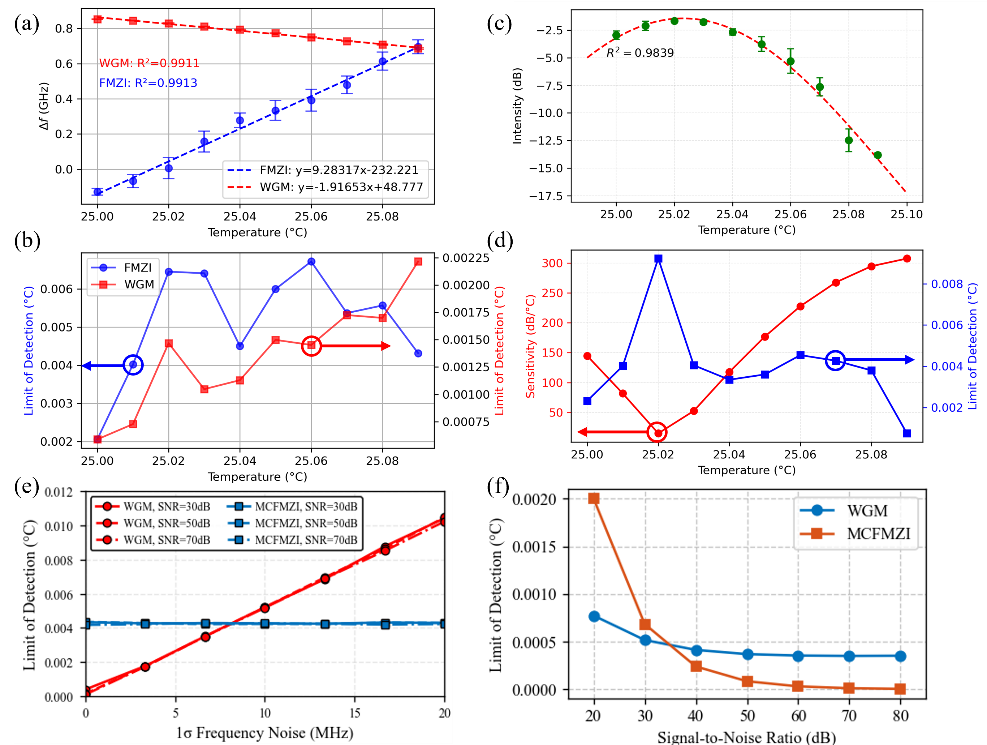 (a)
0.8
0.6
0.4
0.2
0.0
Δf (GHz)
WGM: R²=0.9911
FMZI: R²=0.9913
FMZI: y=9.28317x-232.221
WGM: y=-1.91653x+48.777
25.00
25.02
25.04
25.06
25.08
Temperature (°C)
(c)
−2.5
−5.0
−7.5
−10.0
−12.5
−15.0
−17.5
Intensity (dB)
R² = 0.9839
25.00
25.02
25.04
25.06
25.08
25.10
Temperature (°C)
(b)
FMZI
WGM
0.006
0.005
0.004
0.003
0.002
Limit of Detection (°C)
0.00225
0.00200
0.00175
0.00150
0.00125
0.00100
0.00075
Limit of Detection (°C)
25.00
25.02
25.04
25.06
25.08
Temperature (°C)
(d)
300
250
200
150
100
50
Sensitivity (dB/°C)
0.008
0.006
0.004
0.002
Limit of Detection (°C)
25.00
25.02
25.04
25.06
25.08
Temperature (°C)
(e)
0.012
0.010
0.008
0.006
0.004
0.002
0.000
Limit of Detection (°C)
WGM, SNR=30dB
WGM, SNR=50dB
WGM, SNR=70dB
MCFMZI, SNR=30dB
MCFMZI, SNR=50dB
MCFMZI, SNR=70dB
0
5
10
15
20
1σ Frequency Noise (MHz)
(f)
0.0020
0.0015
0.0010
0.0005
0.0000
Limit of Detection (°C)
WGM
MCFMZI
20
30
40
50
60
70
80
Signal-to-Noise Ratio (dB)